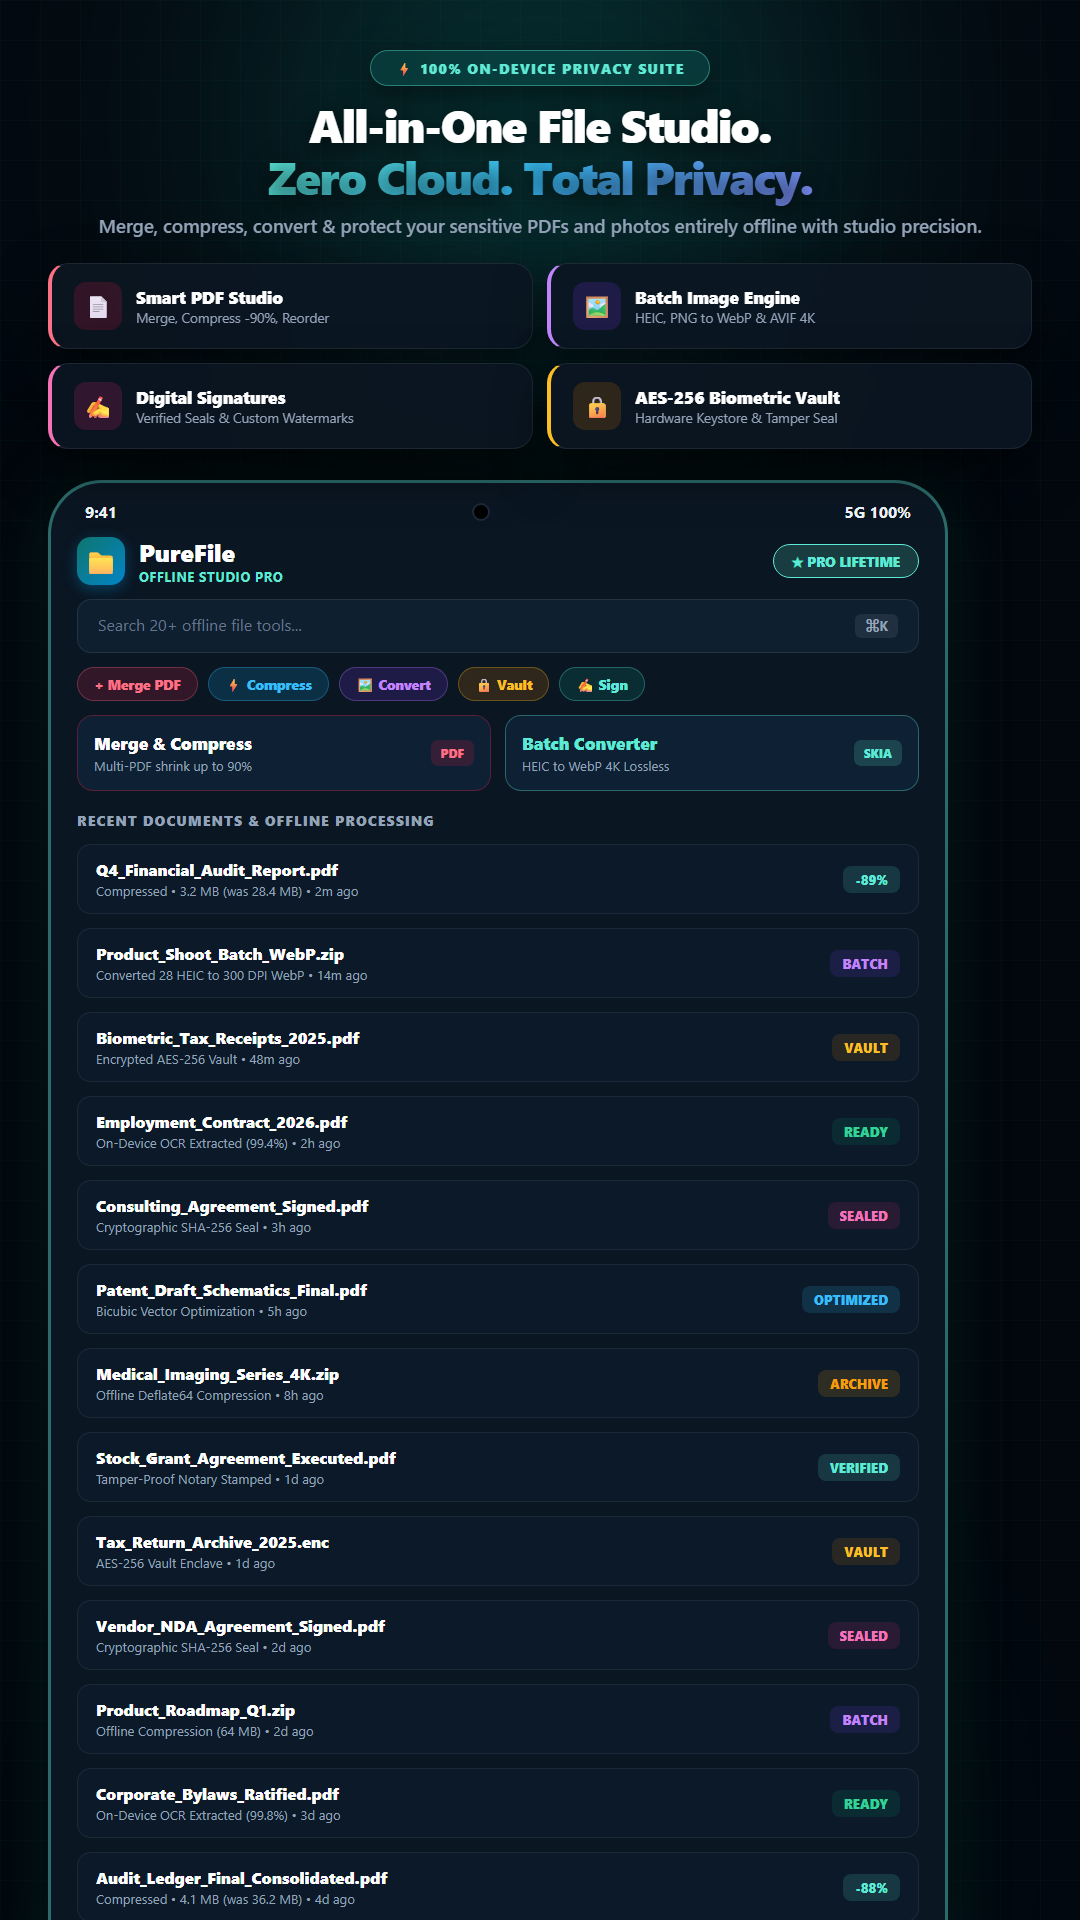 100% ON-DEVICE PRIVACY SUITE
All-in-One File Studio.
Zero Cloud. Total Privacy.
Merge, compress, convert & protect your sensitive PDFs and photos entirely offline with studio precision.
Smart PDF Studio
Merge, Compress -90%, Reorder
Batch Image Engine
HEIC, PNG to WebP & AVIF 4K
Digital Signatures
Verified Seals & Custom Watermarks
AES-256 Biometric Vault
Hardware Keystore & Tamper Seal
9:41
5G 100%
PureFile
OFFLINE STUDIO PRO
★ PRO LIFETIME
Search 20+ offline file tools...
⌘K
+ Merge PDF
Compress
Convert
Vault
Sign
Merge & Compress
Multi-PDF shrink up to 90%
PDF
Batch Converter
HEIC to WebP 4K Lossless
SKIA
RECENT DOCUMENTS & OFFLINE PROCESSING
Q4_Financial_Audit_Report.pdf
Compressed • 3.2 MB (was 28.4 MB) • 2m ago
-89%
Product_Shoot_Batch_WebP.zip
Converted 28 HEIC to 300 DPI WebP • 14m ago
BATCH
Biometric_Tax_Receipts_2025.pdf
Encrypted AES-256 Vault • 48m ago
VAULT
Employment_Contract_2026.pdf
On-Device OCR Extracted (99.4%) • 2h ago
READY
Consulting_Agreement_Signed.pdf
Cryptographic SHA-256 Seal • 3h ago
SEALED
Patent_Draft_Schematics_Final.pdf
Bicubic Vector Optimization • 5h ago
OPTIMIZED
Medical_Imaging_Series_4K.zip
Offline Deflate64 Compression • 8h ago
ARCHIVE
Stock_Grant_Agreement_Executed.pdf
Tamper-Proof Notary Stamped • 1d ago
VERIFIED
Tax_Return_Archive_2025.enc
AES-256 Vault Enclave • 1d ago
VAULT
Vendor_NDA_Agreement_Signed.pdf
Cryptographic SHA-256 Seal • 2d ago
SEALED
Product_Roadmap_Q1.zip
Offline Compression (64 MB) • 2d ago
BATCH
Corporate_Bylaws_Ratified.pdf
On-Device OCR Extracted (99.8%) • 3d ago
READY
Audit_Ledger_Final_Consolidated.pdf
Compressed • 4.1 MB (was 36.2 MB) • 4d ago
-88%